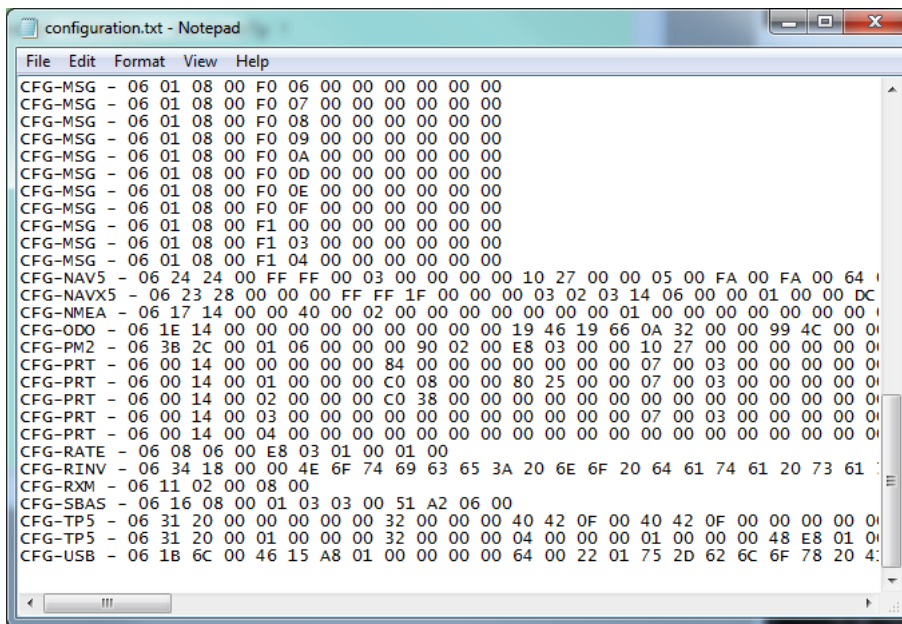 configuration.txt - Notepad
File Edit Format View Help
CFG-MSG - 06 01 08 00 F0 06 00 00 00 00 00 00
CFG-MSG - 06 01 08 00 F0 07 00 00 00 00 00 00
CFG-MSG - 06 01 08 00 F0 08 00 00 00 00 00 00
CFG-MSG - 06 01 08 00 F0 09 00 00 00 00 00 00
CFG-MSG - 06 01 08 00 F0 0A 00 00 00 00 00 00
CFG-MSG - 06 01 08 00 F0 0D 00 00 00 00 00 00
CFG-MSG - 06 01 08 00 F0 0E 00 00 00 00 00 00
CFG-MSG - 06 01 08 00 F0 0F 00 00 00 00 00 00
CFG-MSG - 06 01 08 00 F1 00 00 00 00 00 00 00
CFG-MSG - 06 01 08 00 F1 03 00 00 00 00 00 00
CFG-MSG - 06 01 08 00 F1 04 00 00 00 00 00 00
CFG-NAV5 - 06 24 24 00 FF FF 00 03 00 00 00 00 10 27 00 00 05 00 FA 00 FA 00 64
CFG-NAVX5 - 06 23 28 00 00 00 FF FF 1F 00 00 00 03 02 03 14 06 00 00 01 00 00 DC
CFG-NMEA - 06 17 14 00 00 40 00 02 00 00 00 00 00 00 00 01 00 00 00 00 00 00
CFG-ODO - 06 1E 14 00 00 00 00 00 00 00 00 00 19 46 19 66 0A 32 00 00 99 4C 00
CFG-PM2 - 06 3B 2C 00 01 06 00 00 00 90 02 00 E8 03 00 00 10 27 00 00 00 00 00
CFG-PRT - 06 00 14 00 00 00 00 00 84 00 00 00 00 00 00 00 07 00 03 00 00 00 00
CFG-PRT - 06 00 14 00 01 00 00 00 C0 08 00 00 80 25 00 00 07 00 03 00 00 00 00
CFG-PRT - 06 00 14 00 02 00 00 00 C0 38 00 00 00 00 00 00 00 00 00 00 00 00 00
CFG-PRT - 06 00 14 00 03 00 00 00 00 00 00 00 00 00 00 00 07 00 03 00 00 00 00
CFG-PRT - 06 00 14 00 04 00 00 00 00 00 00 00 00 00 00 00 00 00 00 00 00 00 00
CFG-RATE - 06 08 06 00 E8 03 01 00 01 00
CFG-RINV - 06 34 18 00 00 4E 6F 74 69 63 65 3A 20 6E 6F 20 64 61 74 61 20 73 61
CFG-RXM - 06 11 02 00 08 00
CFG-SBAS - 06 16 08 00 01 03 03 00 51 A2 06 00
CFG-TP5 - 06 31 20 00 00 00 00 00 32 00 00 00 40 42 0F 00 40 42 0F 00 00 00 00
CFG-TP5 - 06 31 20 00 01 00 00 00 32 00 00 00 04 00 00 00 01 00 00 00 48 E8 01
CFG-USB - 06 1B 6C 00 46 15 A8 01 00 00 00 00 64 00 22 01 75 2D 62 6C 6F 78 20